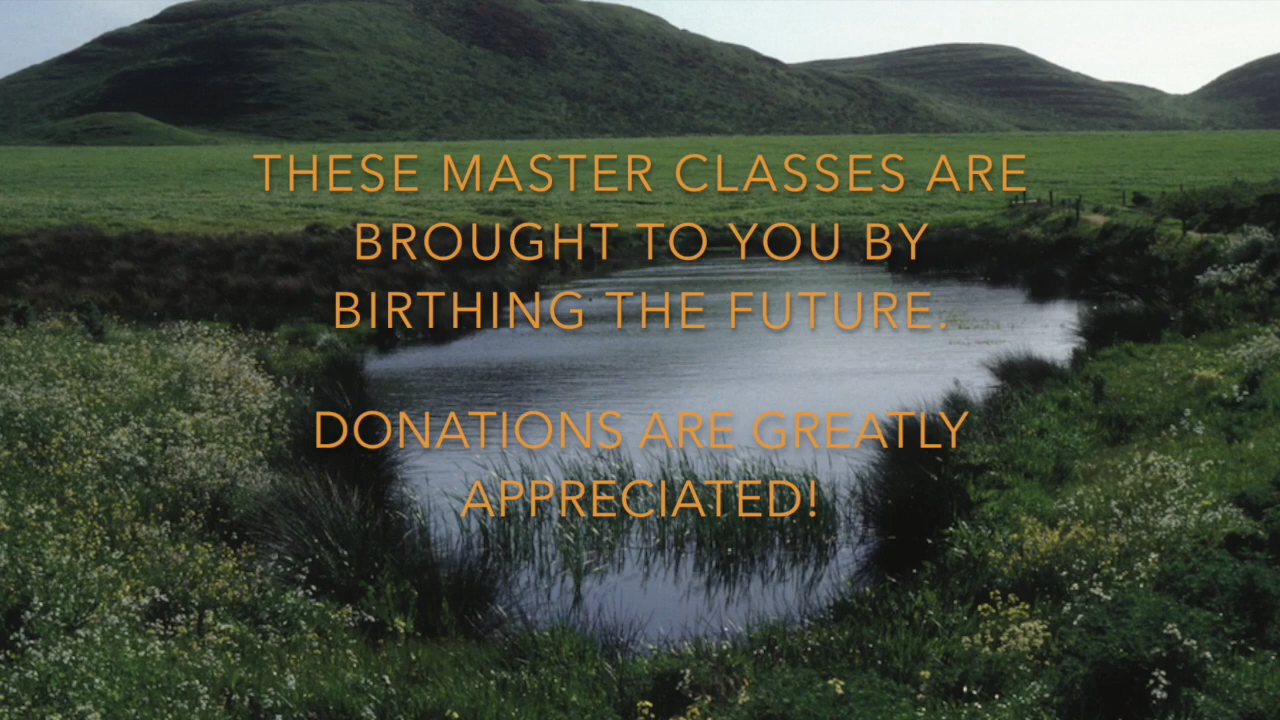 THESE MASTER CLASSES ARE
BROUGHT TO YOU BY
BIRTHING THE FUTURE.
DONATIONS ARE GREATLY
APPRECIATED!